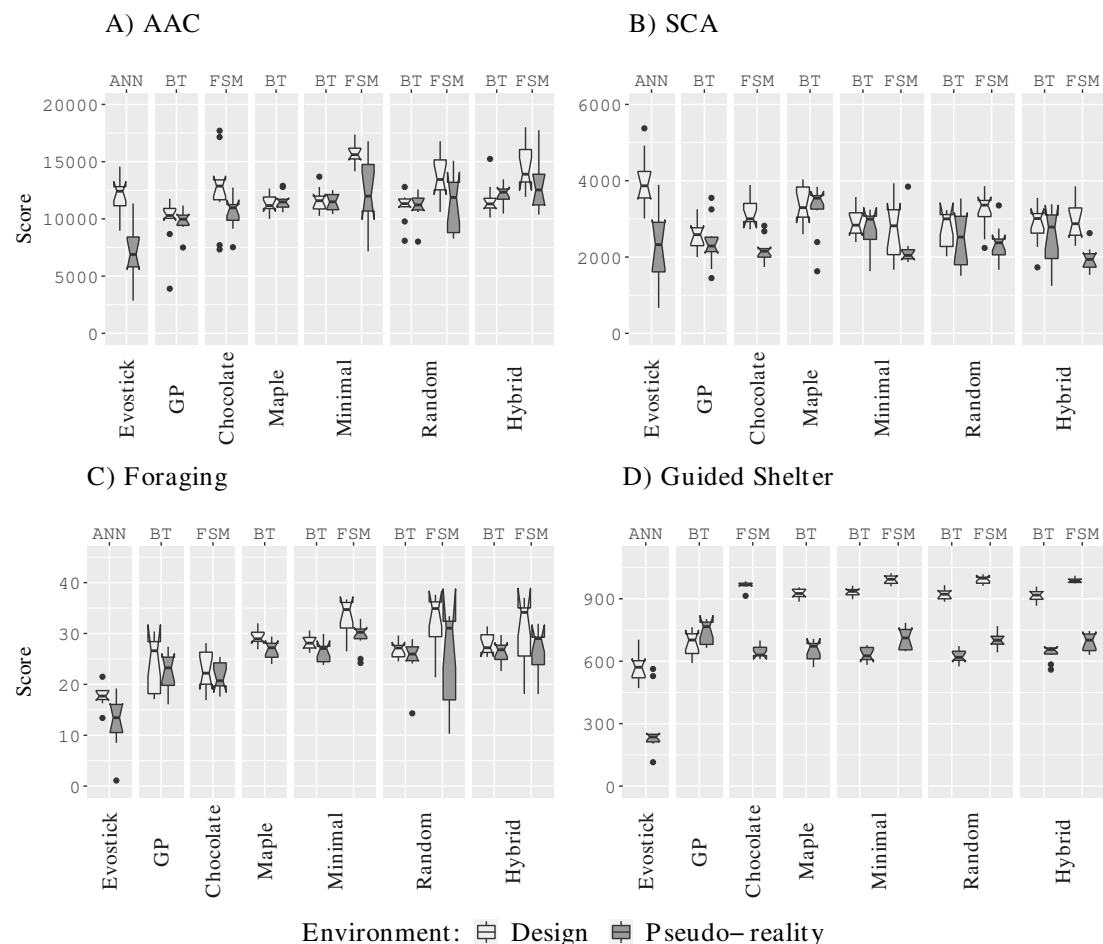 A) AAC
ANN BT FSM BT BT FSM BT FSM BT FSM
Score
20000
15000
10000
5000
0
Evostick GP Chocolate Maple Minimal Random Hybrid
B) SCA
ANN BT FSM BT BT FSM BT FSM BT FSM
6000
4000
2000
0
Evostick GP Chocolate Maple Minimal Random Hybrid
C) Foraging
ANN BT FSM BT BT FSM BT FSM BT FSM
Score
40
30
20
10
0
Evostick GP Chocolate Maple Minimal Random Hybrid
D) Guided Shelter
ANN BT FSM BT BT FSM BT FSM BT FSM
900
600
300
0
Evostick GP Chocolate Maple Minimal Random Hybrid
Environment: Design Pseudo-reality